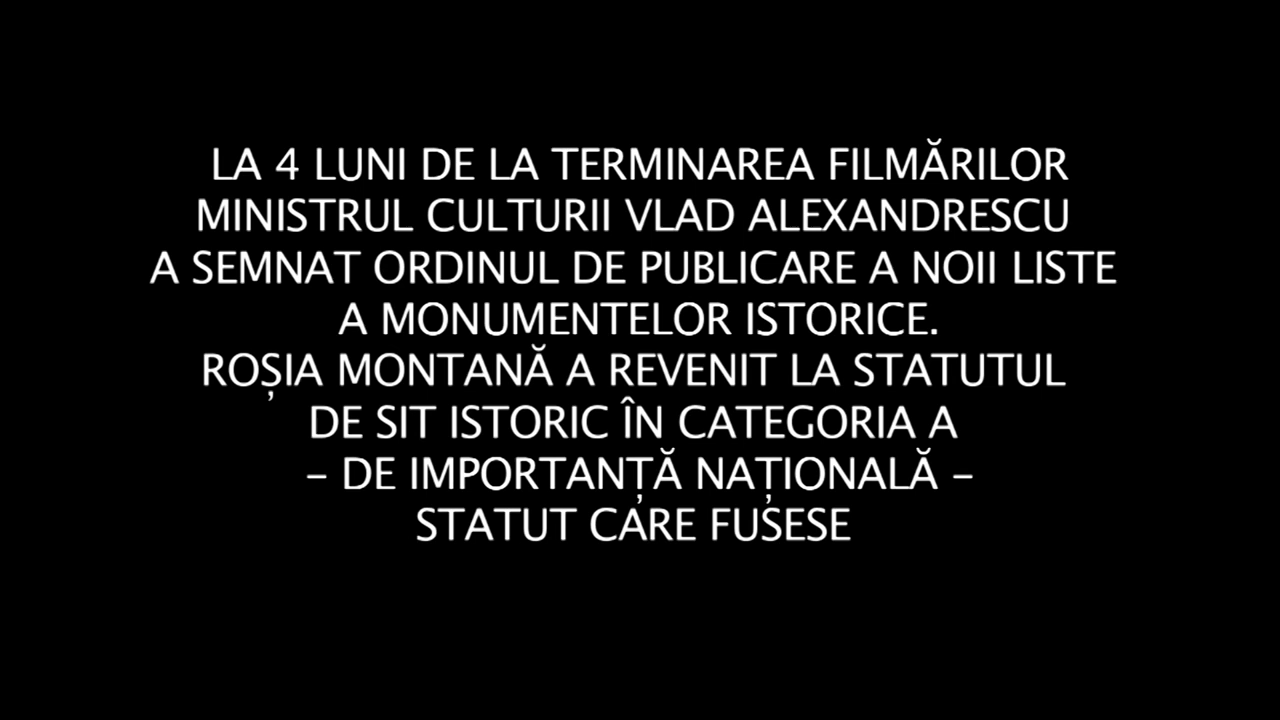 LA 4 LUNI DE LA TERMINAREA FILMĂRILOR
MINISTRUL CULTURII VLAD ALEXANDRESCU
A SEMNAT ORDINUL DE PUBLICARE A NOII LISTE
A MONUMENTELOR ISTORICE.
ROȘIA MONTANĂ A REVENIT LA STATUTUL
DE SIT ISTORIC ÎN CATEGORIA A
– DE IMPORTANȚĂ NAȚIONALĂ –
STATUT CARE FUSESE